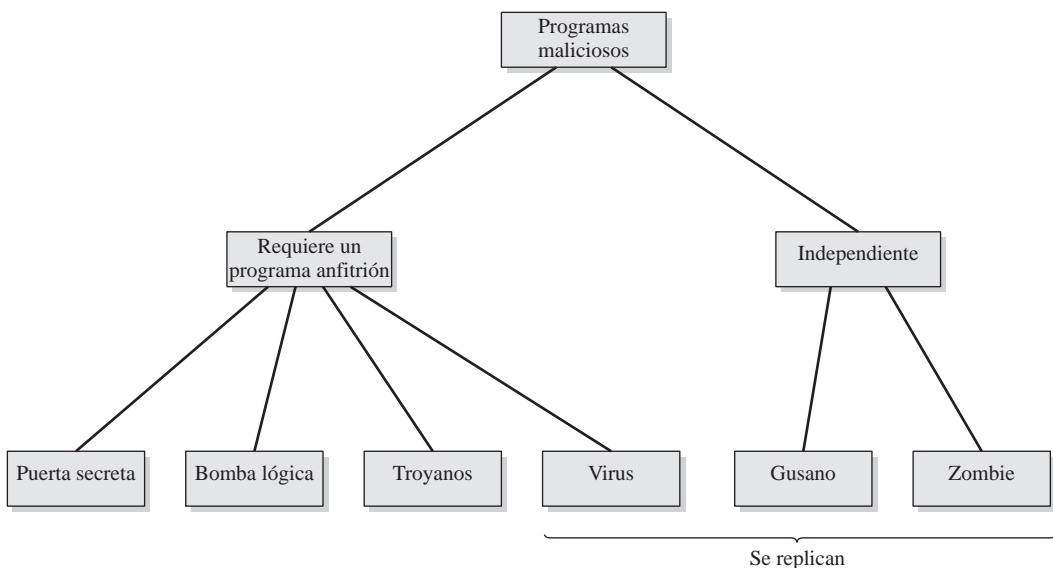 Programas
maliciosos
Requiere un
programa anfitrión
Independiente
Puerta secreta
Bomba lógica
Troyanos
Virus
Gusano
Zombie
Se replican